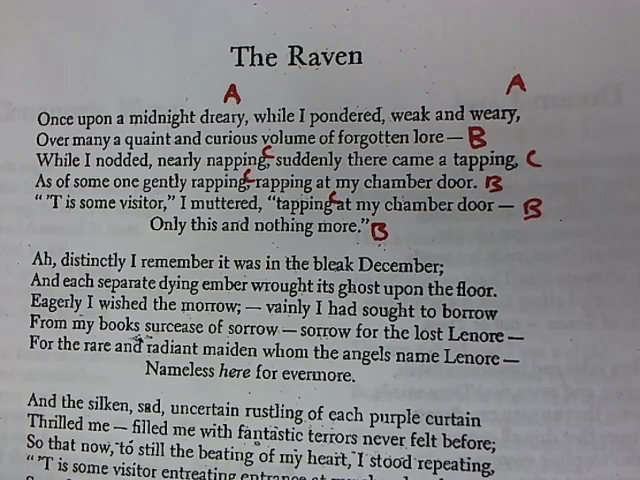 The Raven
A A
Once upon a midnight dreary, while I pondered, weak and weary,
Over many a quaint and curious volume of forgotten lore — B
While I nodded, nearly napping, C suddenly there came a tapping, C
As of some one gently rapping, C rapping at my chamber door. B
“ ’T is some visitor,” I muttered, “tapping C at my chamber door — B
Only this and nothing more.” B
Ah, distinctly I remember it was in the bleak December;
And each separate dying ember wrought its ghost upon the floor.
Eagerly I wished the morrow; — vainly I had sought to borrow
From my books surcease of sorrow — sorrow for the lost Lenore —
For the rare and radiant maiden whom the angels name Lenore —
Nameless here for evermore.
And the silken, sad, uncertain rustling of each purple curtain
Thrilled me — filled me with fantastic terrors never felt before;
So that now, to still the beating of my heart, I stood repeating,
“ ’T is some visitor entreating entrance at